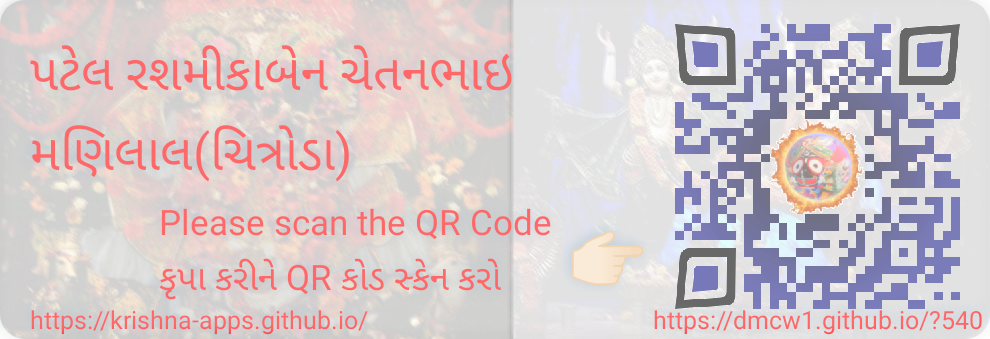 પટેલ રશમીકાબેન ચેતનભાઇ
મણિલાલ(ચિત્રોડા)
Please scan the QR Code
કૃપા કરીને QR કોડ સ્કેન કરો
https://krishna-apps.github.io/
https://dmcw1.github.io/?540